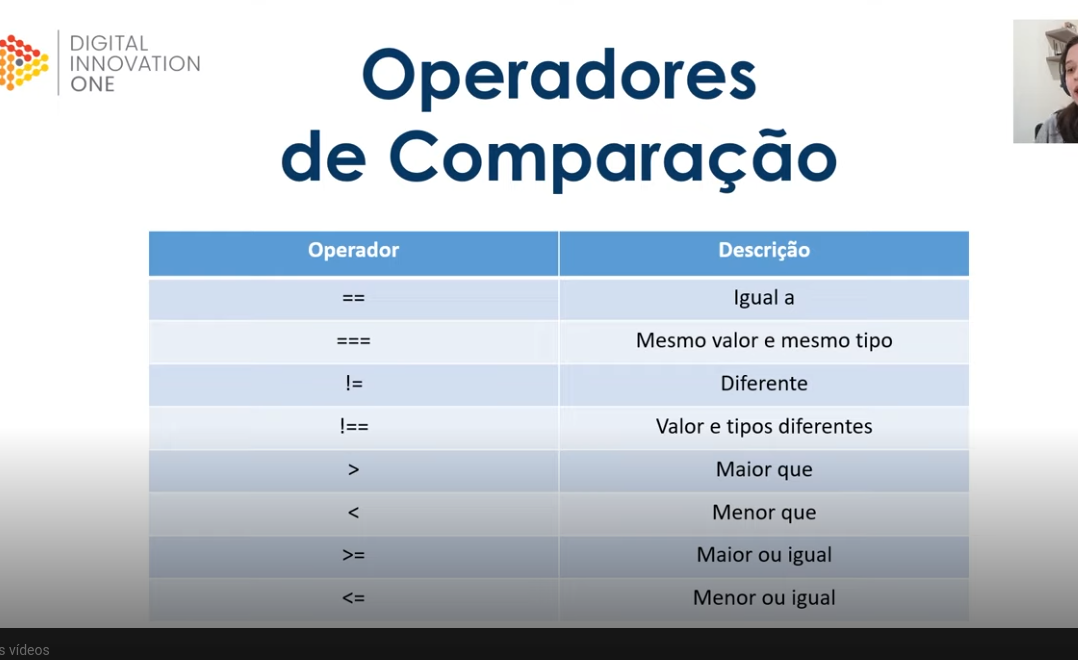 DIGITAL
INNOVATION
ONE
Operadores
de Comparação
Operador Descrição
== Igual a
=== Mesmo valor e mesmo tipo
!= Diferente
!== Valor e tipos diferentes
> Maior que
< Menor que
>= Maior ou igual
<= Menor ou igual
s vídeos